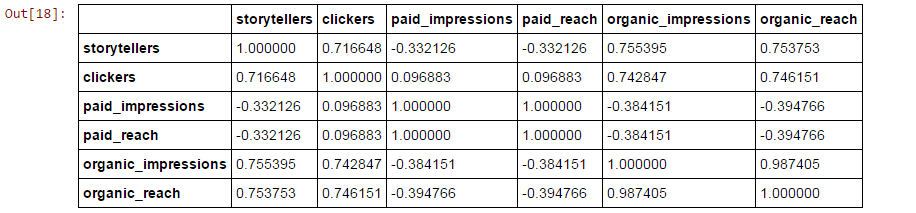 Out[18]:
storytellers clickers paid_impressions paid_reach organic_impressions organic_reach
storytellers 1.000000 0.716648 -0.332126 -0.332126 0.755395 0.753753
clickers 0.716648 1.000000 0.096883 0.096883 0.742847 0.746151
paid_impressions -0.332126 0.096883 1.000000 1.000000 -0.384151 -0.394766
paid_reach -0.332126 0.096883 1.000000 1.000000 -0.384151 -0.394766
organic_impressions 0.755395 0.742847 -0.384151 -0.384151 1.000000 0.987405
organic_reach 0.753753 0.746151 -0.394766 -0.394766 0.987405 1.000000